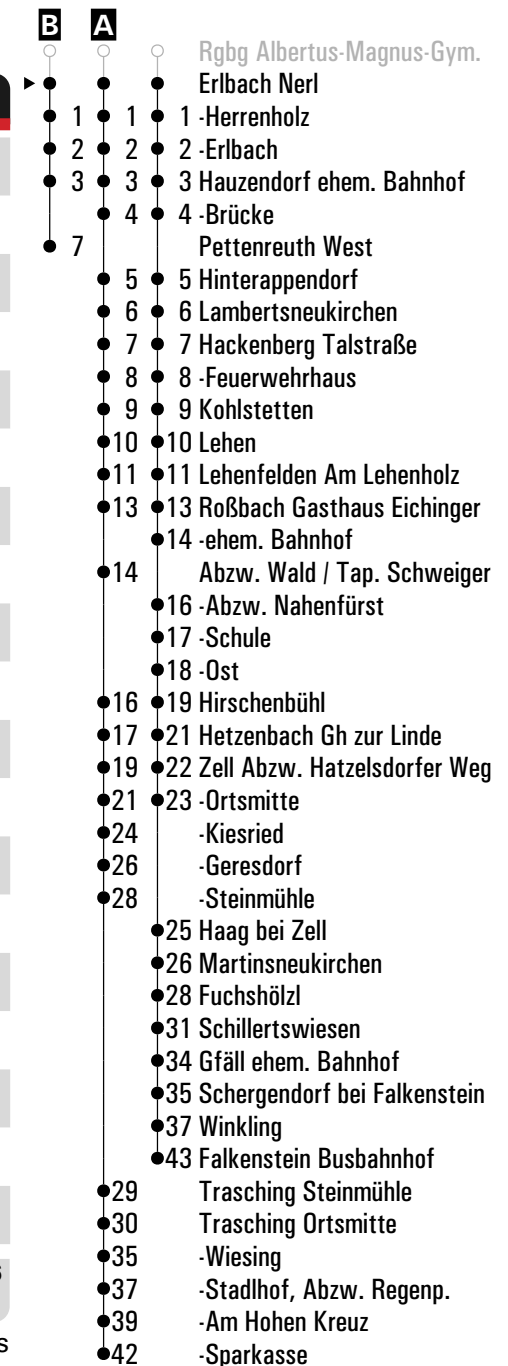 B A
Rgbg Albertus-Magnus-Gym.
Erlbach Nerl
1 1 1 -Herrenholz
2 2 2 -Erlbach
3 3 3 Hauzendorf ehem. Bahnhof
4 4 -Brücke
7 Pettenreuth West
5 5 Hinterappendorf
6 6 Lambertsneukirchen
7 7 Hackenberg Talstraße
8 8 -Feuerwehrhaus
9 9 Kohlstetten
10 10 Lehen
11 11 Lehenfelden Am Lehenholz
13 13 Roßbach Gasthaus Eichinger
14 -ehem. Bahnhof
14 Abzw. Wald / Tap. Schweiger
16 -Abzw. Nahenfürst
17 -Schule
18 -Ost
16 19 Hirschenbühl
17 21 Hetzenbach Gh zur Linde
19 22 Zell Abzw. Hatzelsdorfer Weg
21 23 -Ortsmitte
24 -Kiesried
26 -Geresdorf
28 -Steinmühle
25 Haag bei Zell
26 Martinsneukirchen
28 Fuchshölzl
31 Schillertswiesen
34 Gfäll ehem. Bahnhof
35 Schergendorf bei Falkenstein
37 Winkling
43 Falkenstein Busbahnhof
29 Trasching Steinmühle
30 Trasching Ortsmitte
35 -Wiesing
37 -Stadlhof, Abzw. Regenp.
39 -Am Hohen Kreuz
s 42 -Sparkasse